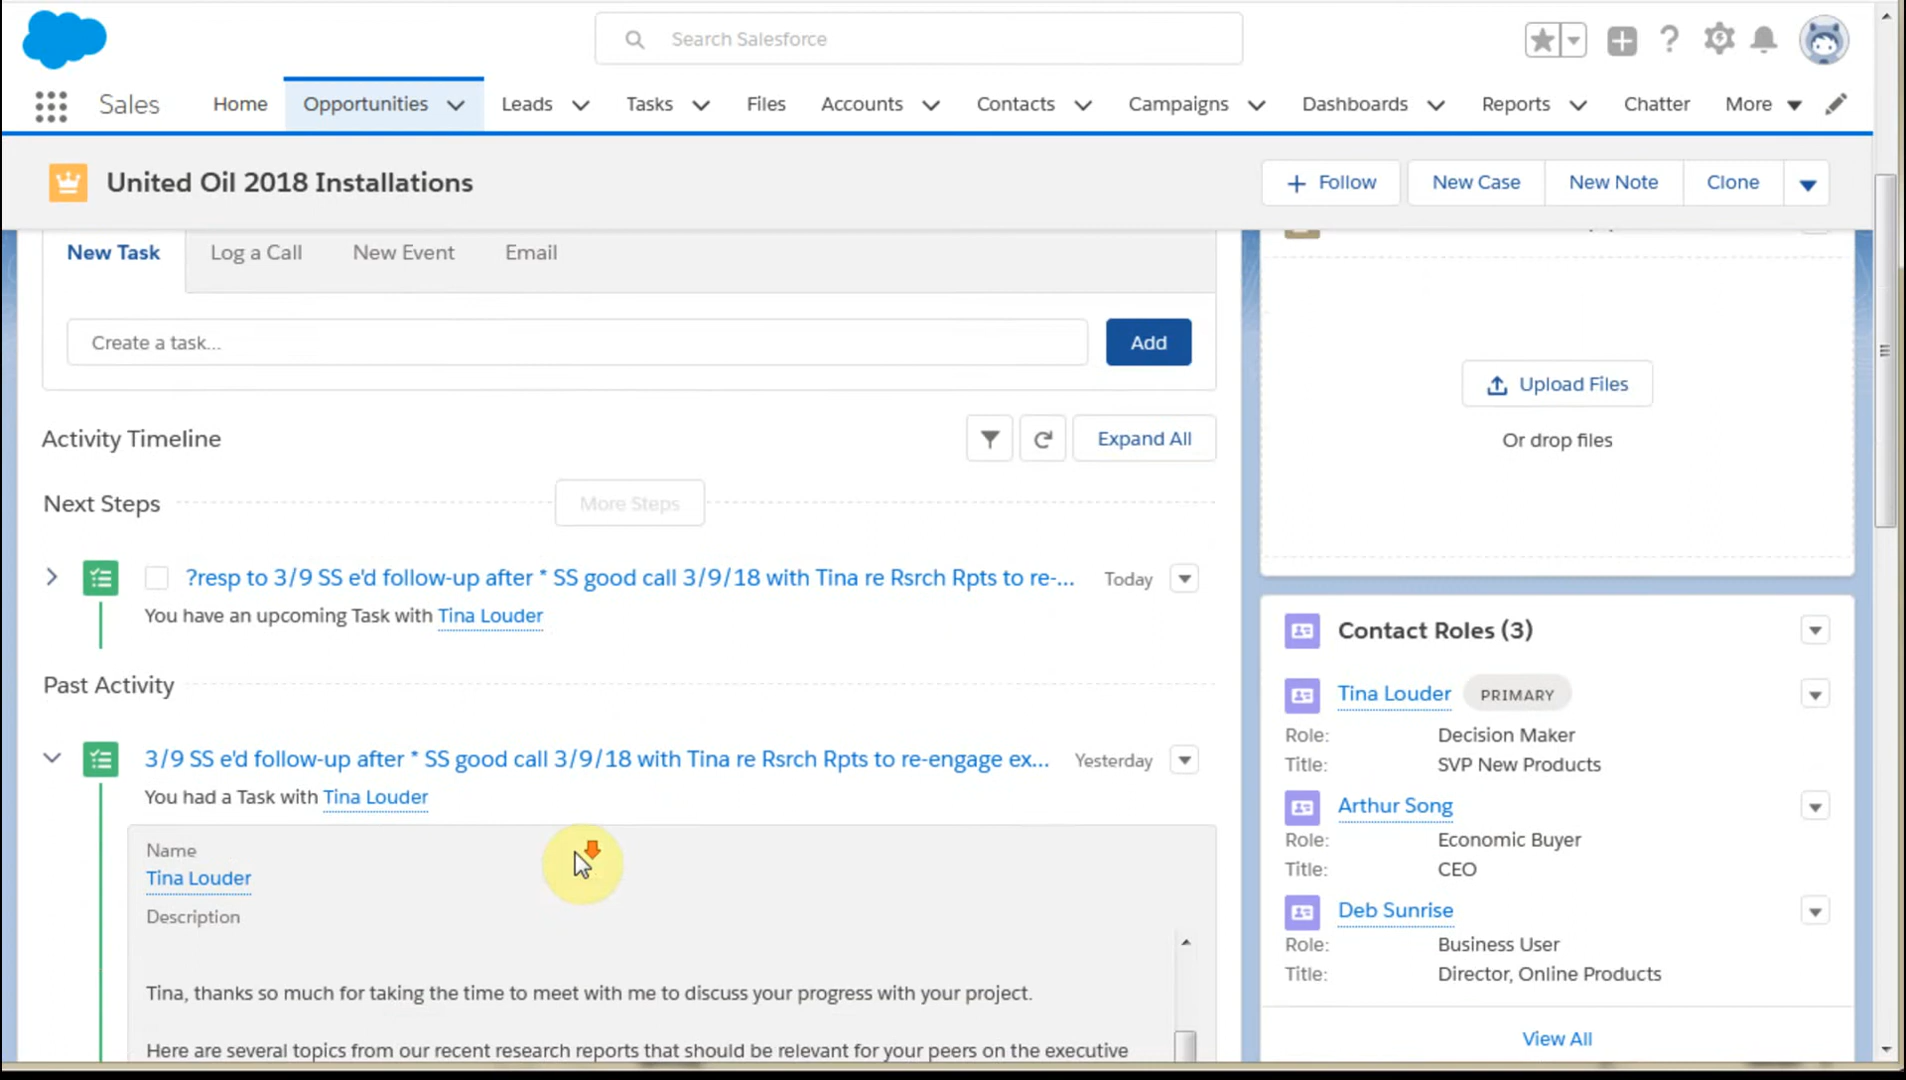 Search Salesforce
Sales
Home
Opportunities
Leads
Tasks
Files
Accounts
Contacts
Campaigns
Dashboards
Reports
Chatter
More
United Oil 2018 Installations
+ Follow
New Case
New Note
Clone
New Task
Log a Call
New Event
Email
Create a task...
Add
Activity Timeline
Expand All
Next Steps
More Steps
?resp to 3/9 SS e'd follow-up after * SS good call 3/9/18 with Tina re Rsrch Rpts to re-...
Today
You have an upcoming Task with Tina Louder
Past Activity
3/9 SS e'd follow-up after * SS good call 3/9/18 with Tina re Rsrch Rpts to re-engage ex...
Yesterday
You had a Task with Tina Louder
Name
Tina Louder
Description
Tina, thanks so much for taking the time to meet with me to discuss your progress with your project.
Here are several topics from our recent research reports that should be relevant for your peers on the executive
Upload Files
Or drop files
Contact Roles (3)
Tina Louder PRIMARY
Role: Decision Maker
Title: SVP New Products
Arthur Song
Role: Economic Buyer
Title: CEO
Deb Sunrise
Role: Business User
Title: Director, Online Products
View All